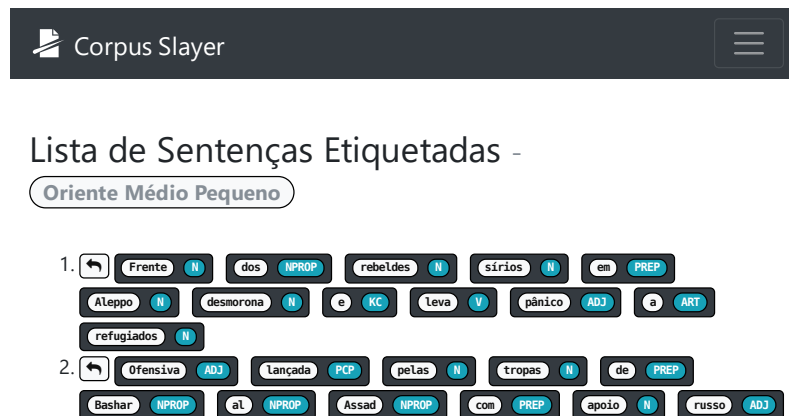 Corpus Slayer
Lista de Sentenças Etiquetadas -
Oriente Médio Pequeno
1. Frente N dos NPROP rebeldes N sírios N em PREP
Aleppo N desmorona N e KC leva V pânico ADJ a ART
refugiados N
2. Ofensiva ADJ lançada PCP pelas N tropas N de PREP
Bashar NPROP al NPROP Assad NPROP com PREP apoio N russo ADJ